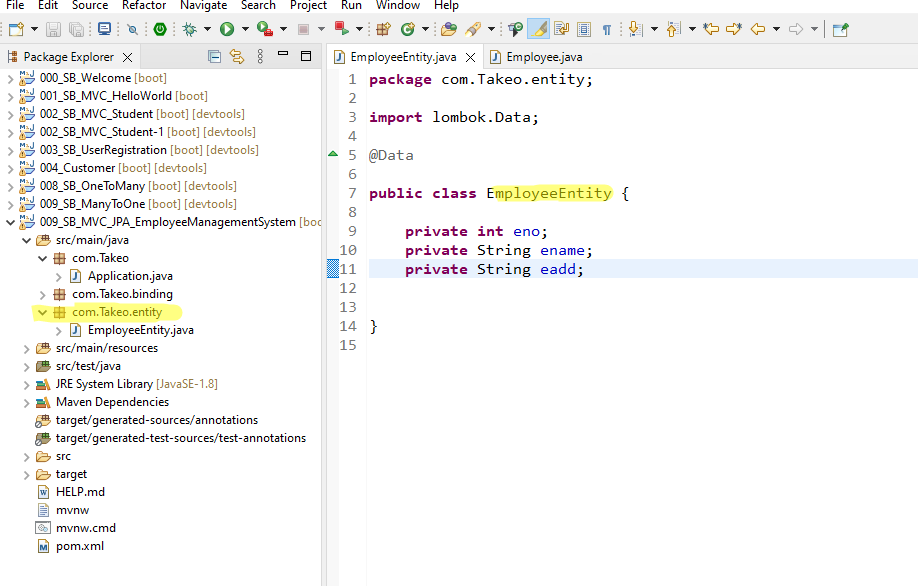 File Edit Source Refactor Navigate Search Project Run Window Help
Package Explorer
EmployeeEntity.java
Employee.java
000_SB_Welcome [boot]
001_SB_MVC_HelloWorld [boot]
002_SB_MVC_Student [boot] [devtools]
002_SB_MVC_Student-1 [boot] [devtools]
003_SB_UserRegistration [boot] [devtools]
004_Customer [boot] [devtools]
008_SB_OneToMany [boot] [devtools]
009_SB_ManyToOne [boot] [devtools]
009_SB_MVC_JPA_EmployeeManagementSystem [boo
src/main/java
com.Takeo
Application.java
com.Takeo.binding
com.Takeo.entity
EmployeeEntity.java
src/main/resources
src/test/java
JRE System Library [JavaSE-1.8]
Maven Dependencies
target/generated-sources/annotations
target/generated-test-sources/test-annotations
src
target
HELP.md
mvnw
mvnw.cmd
pom.xml
1 package com.Takeo.entity;
2
3 import lombok.Data;
4
5 @Data
6
7 public class EmployeeEntity {
8
9 private int eno;
10 private String ename;
11 private String eadd;
12
13
14 }
15